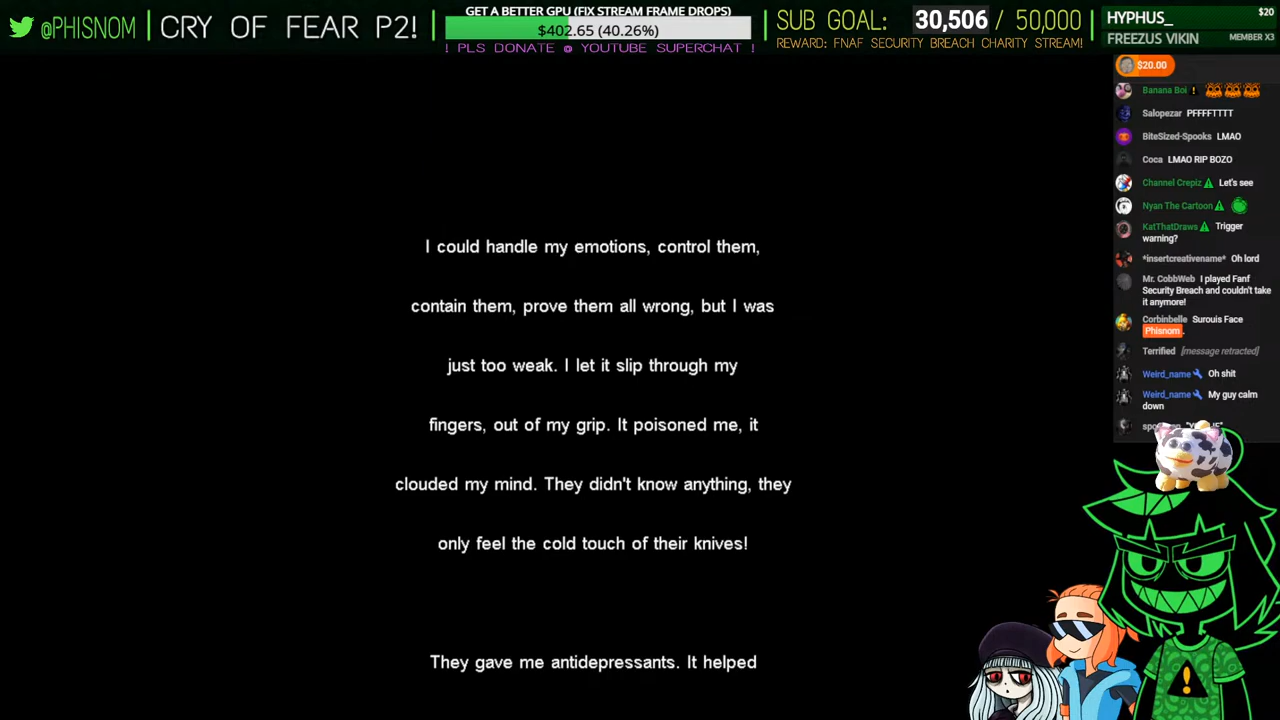 @PHISNOM
CRY OF FEAR P2!
GET A BETTER GPU (FIX STREAM FRAME DROPS)
$402.65 (40.26%)
! PLS DONATE @ YOUTUBE SUPERCHAT !
SUB GOAL: 30,506 / 50,000
REWARD: FNAF SECURITY BREACH CHARITY STREAM!
HYPHUS_ $20
FREEZUS VIKIN MEMBER X3
$20.00
Banana Boi
Salopezar PFFFFTTTT
BiteSized-Spooks LMAO
Coca LMAO RIP BOZO
Channel Crepiz Let's see
Nyan The Cartoon
KatThatDraws Trigger
warning?
*insertcreativename* Oh lord
Mr. CobbWeb I played Fanf
Security Breach and couldn't take
it anymore!
Corbinbelle Surouis Face
Phisnom.
Terrified [message retracted]
Weird_name Oh shit
Weird_name My guy calm
down
I could handle my emotions, control them,
contain them, prove them all wrong, but I was
just too weak. I let it slip through my
fingers, out of my grip. It poisoned me, it
clouded my mind. They didn't know anything, they
only feel the cold touch of their knives!
They gave me antidepressants. It helped